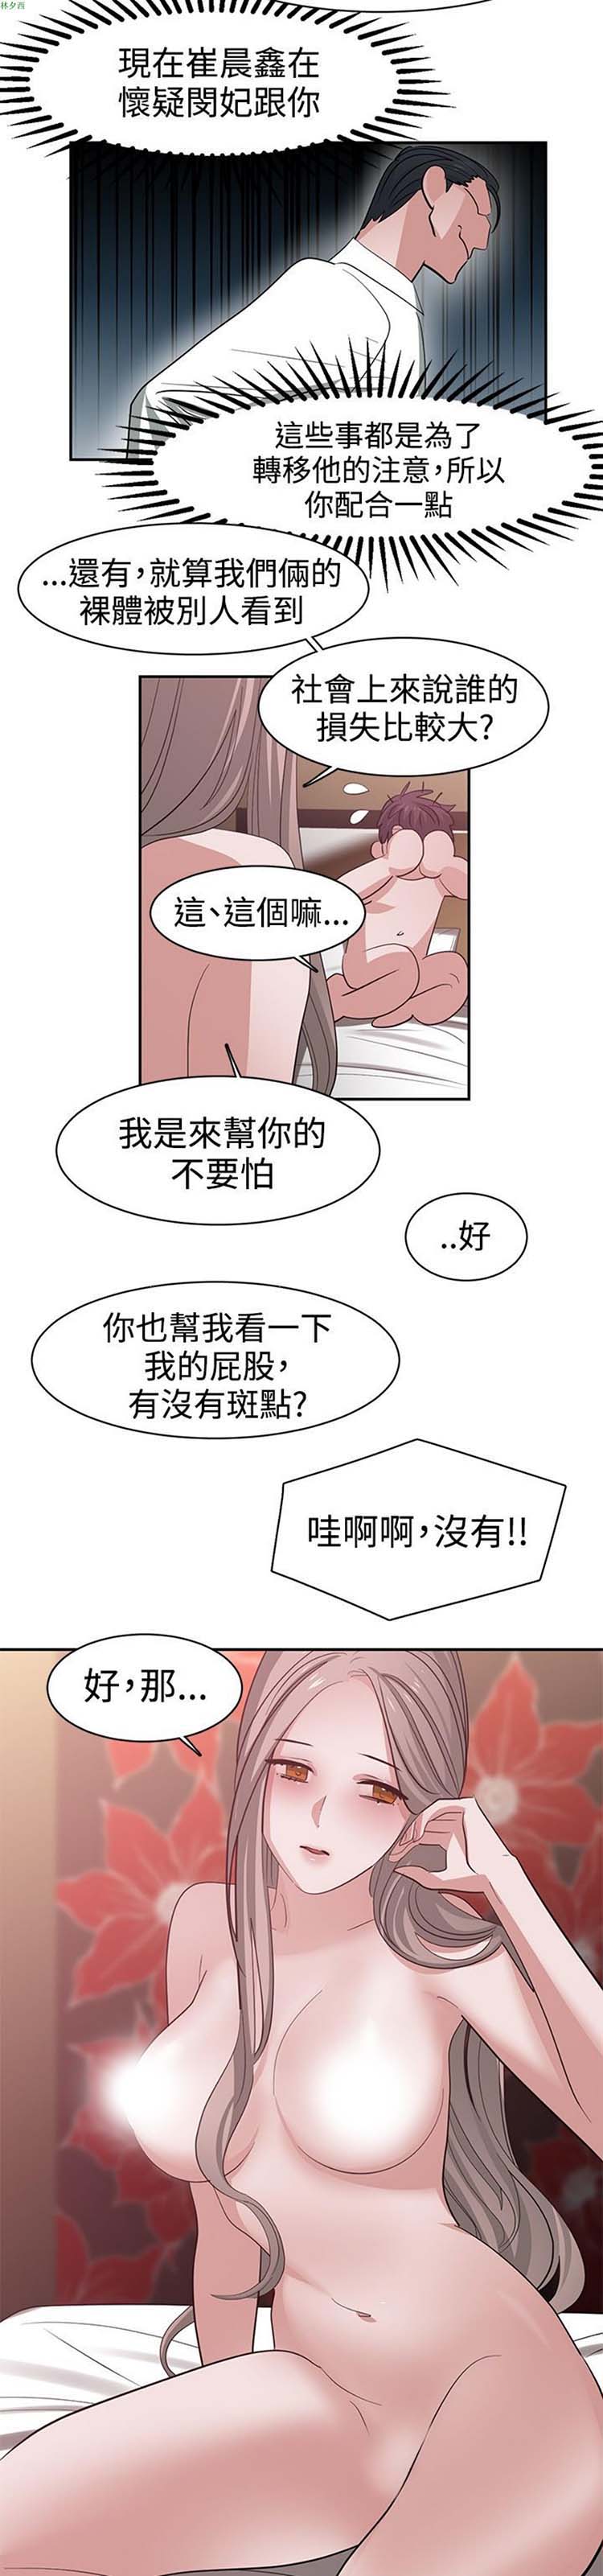 林夕西
現在崔晨鑫在
懷疑閔妃跟你
這些事都是為了
轉移他的注意,所以
你配合一點
...還有,就算我們倆的
裸體被別人看到
社會上來說誰的
損失比較大?
這、這個嘛...
我是來幫你的
不要怕
..好
你也幫我看一下
我的屁股,
有沒有斑點?
哇啊啊,沒有!!
好,那...